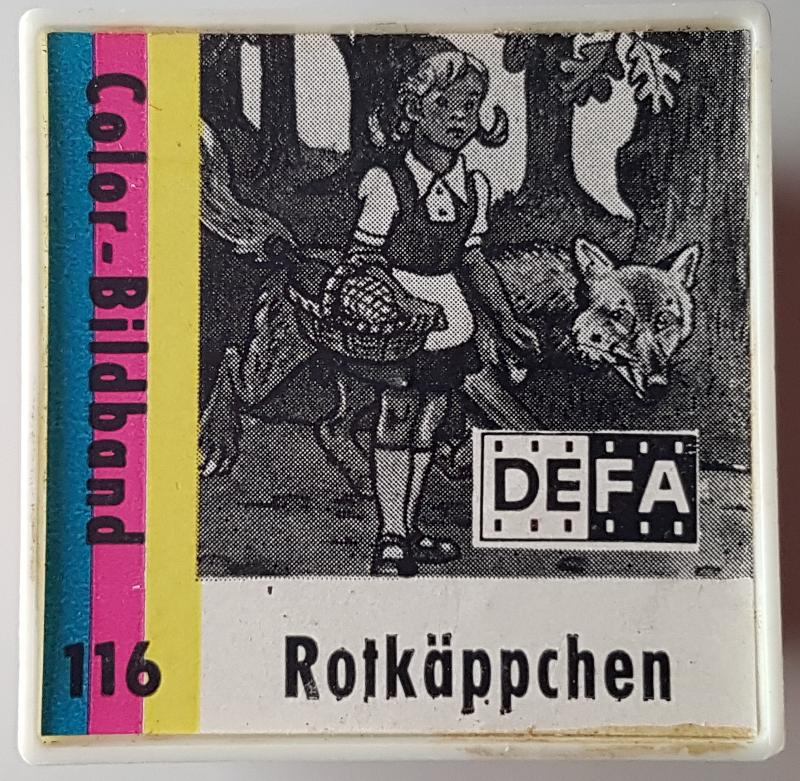 Color-Bildband
DEFA
116
Rotkäppchen